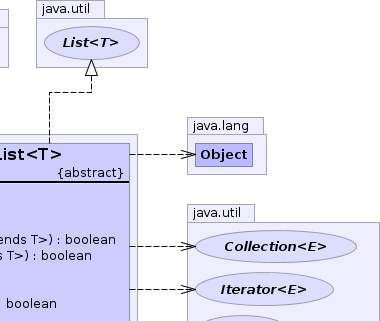 java.util
List<T>
java.lang
Object
List<T>
{abstract}
java.util
ends T>) : boolean
Collection<E>
s T>) : boolean
Iterator<E>
boolean